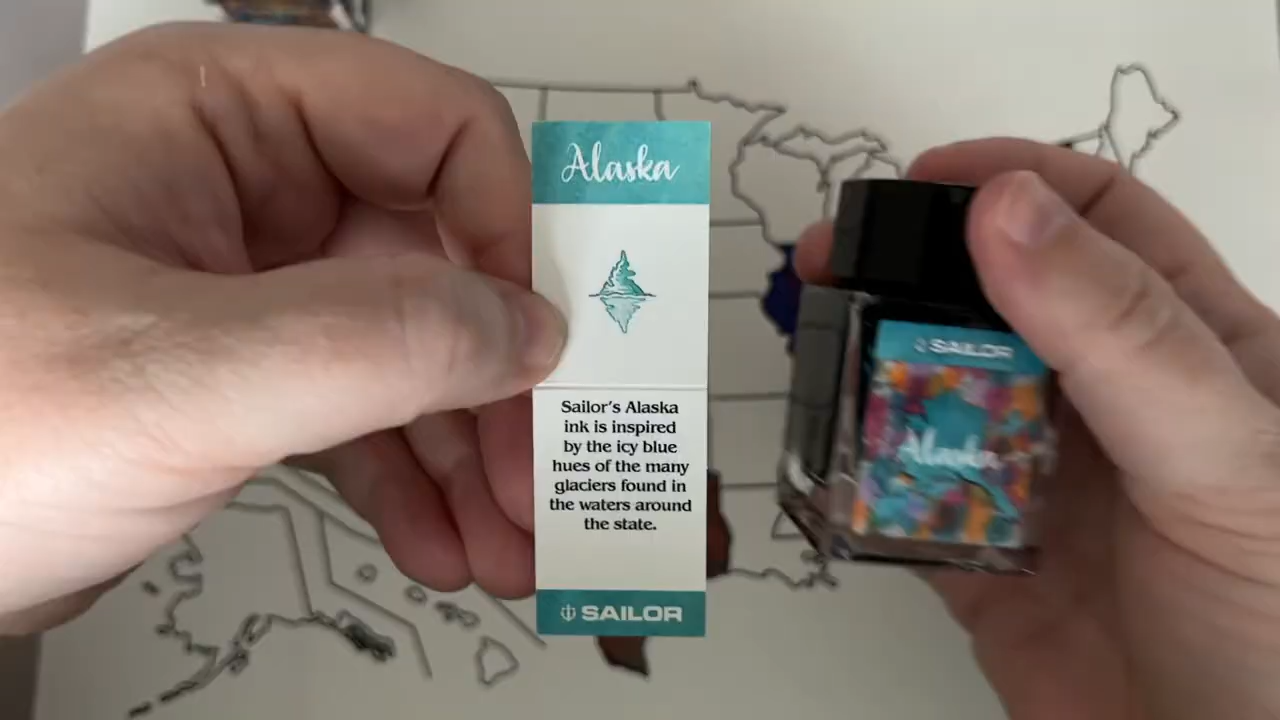 Alaska
Sailor's Alaska
ink is inspired
by the icy blue
hues of the many
glaciers found in
the waters around
the state.
SAILOR
SAILOR
Alaska